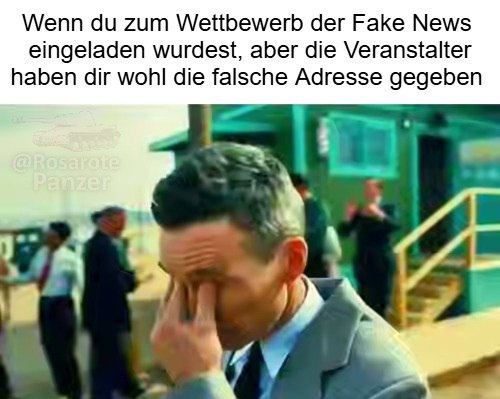 Wenn du zum Wettbewerb der Fake News
eingeladen wurdest, aber die Veranstalter
haben dir wohl die falsche Adresse gegeben
@Rosarote
Panzer